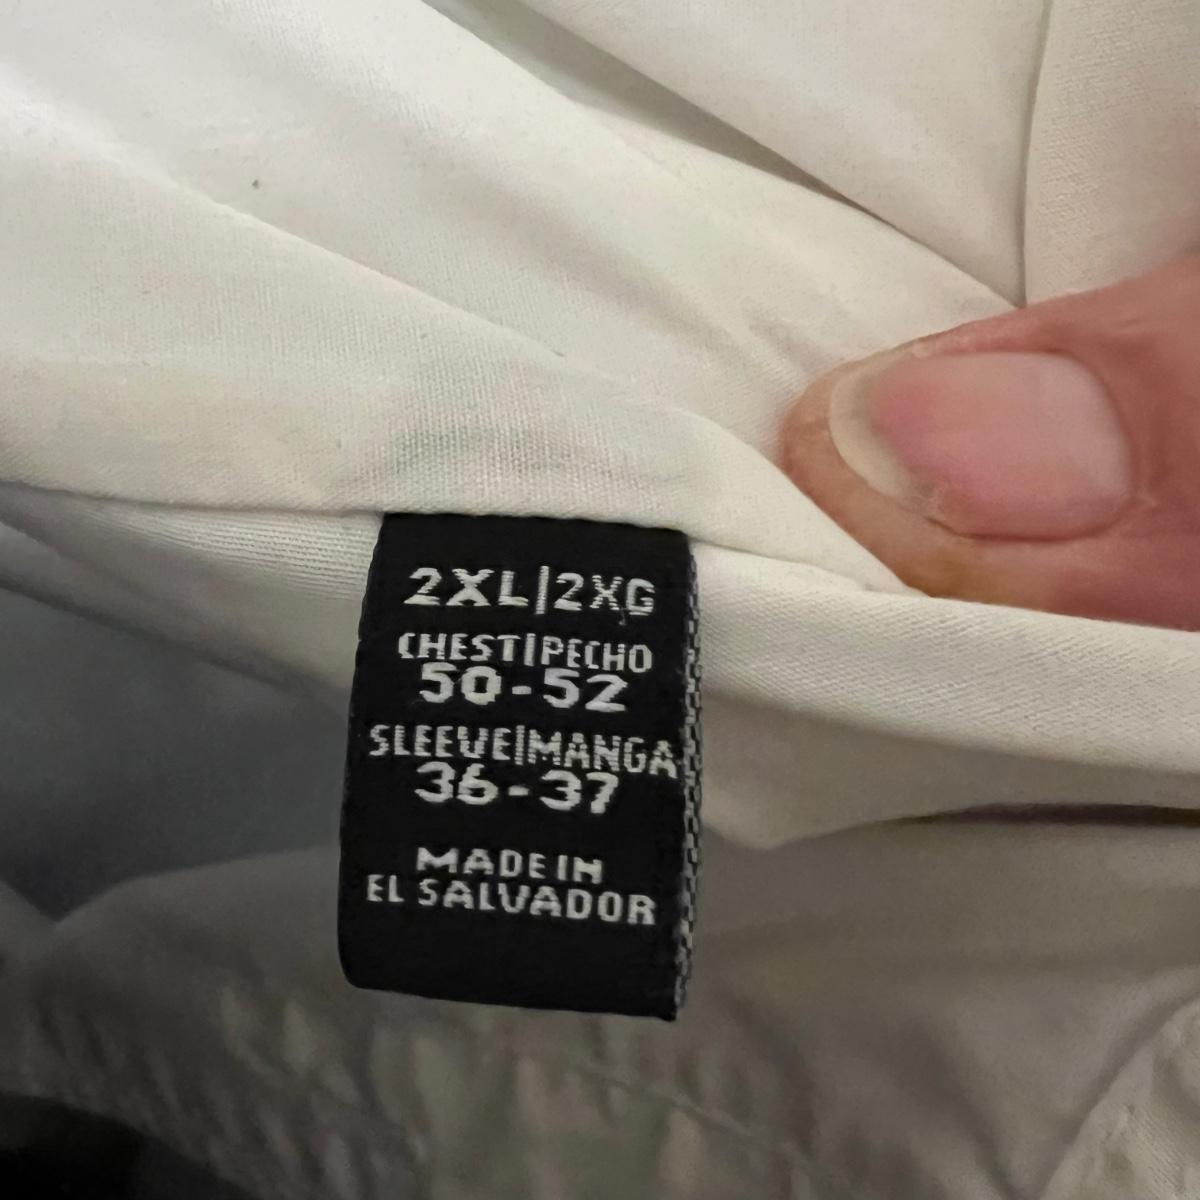 2XL|2XG
CHEST|PECHO
50-52
SLEEVE|MANGA
36-37
MADE IN
EL SALVADOR